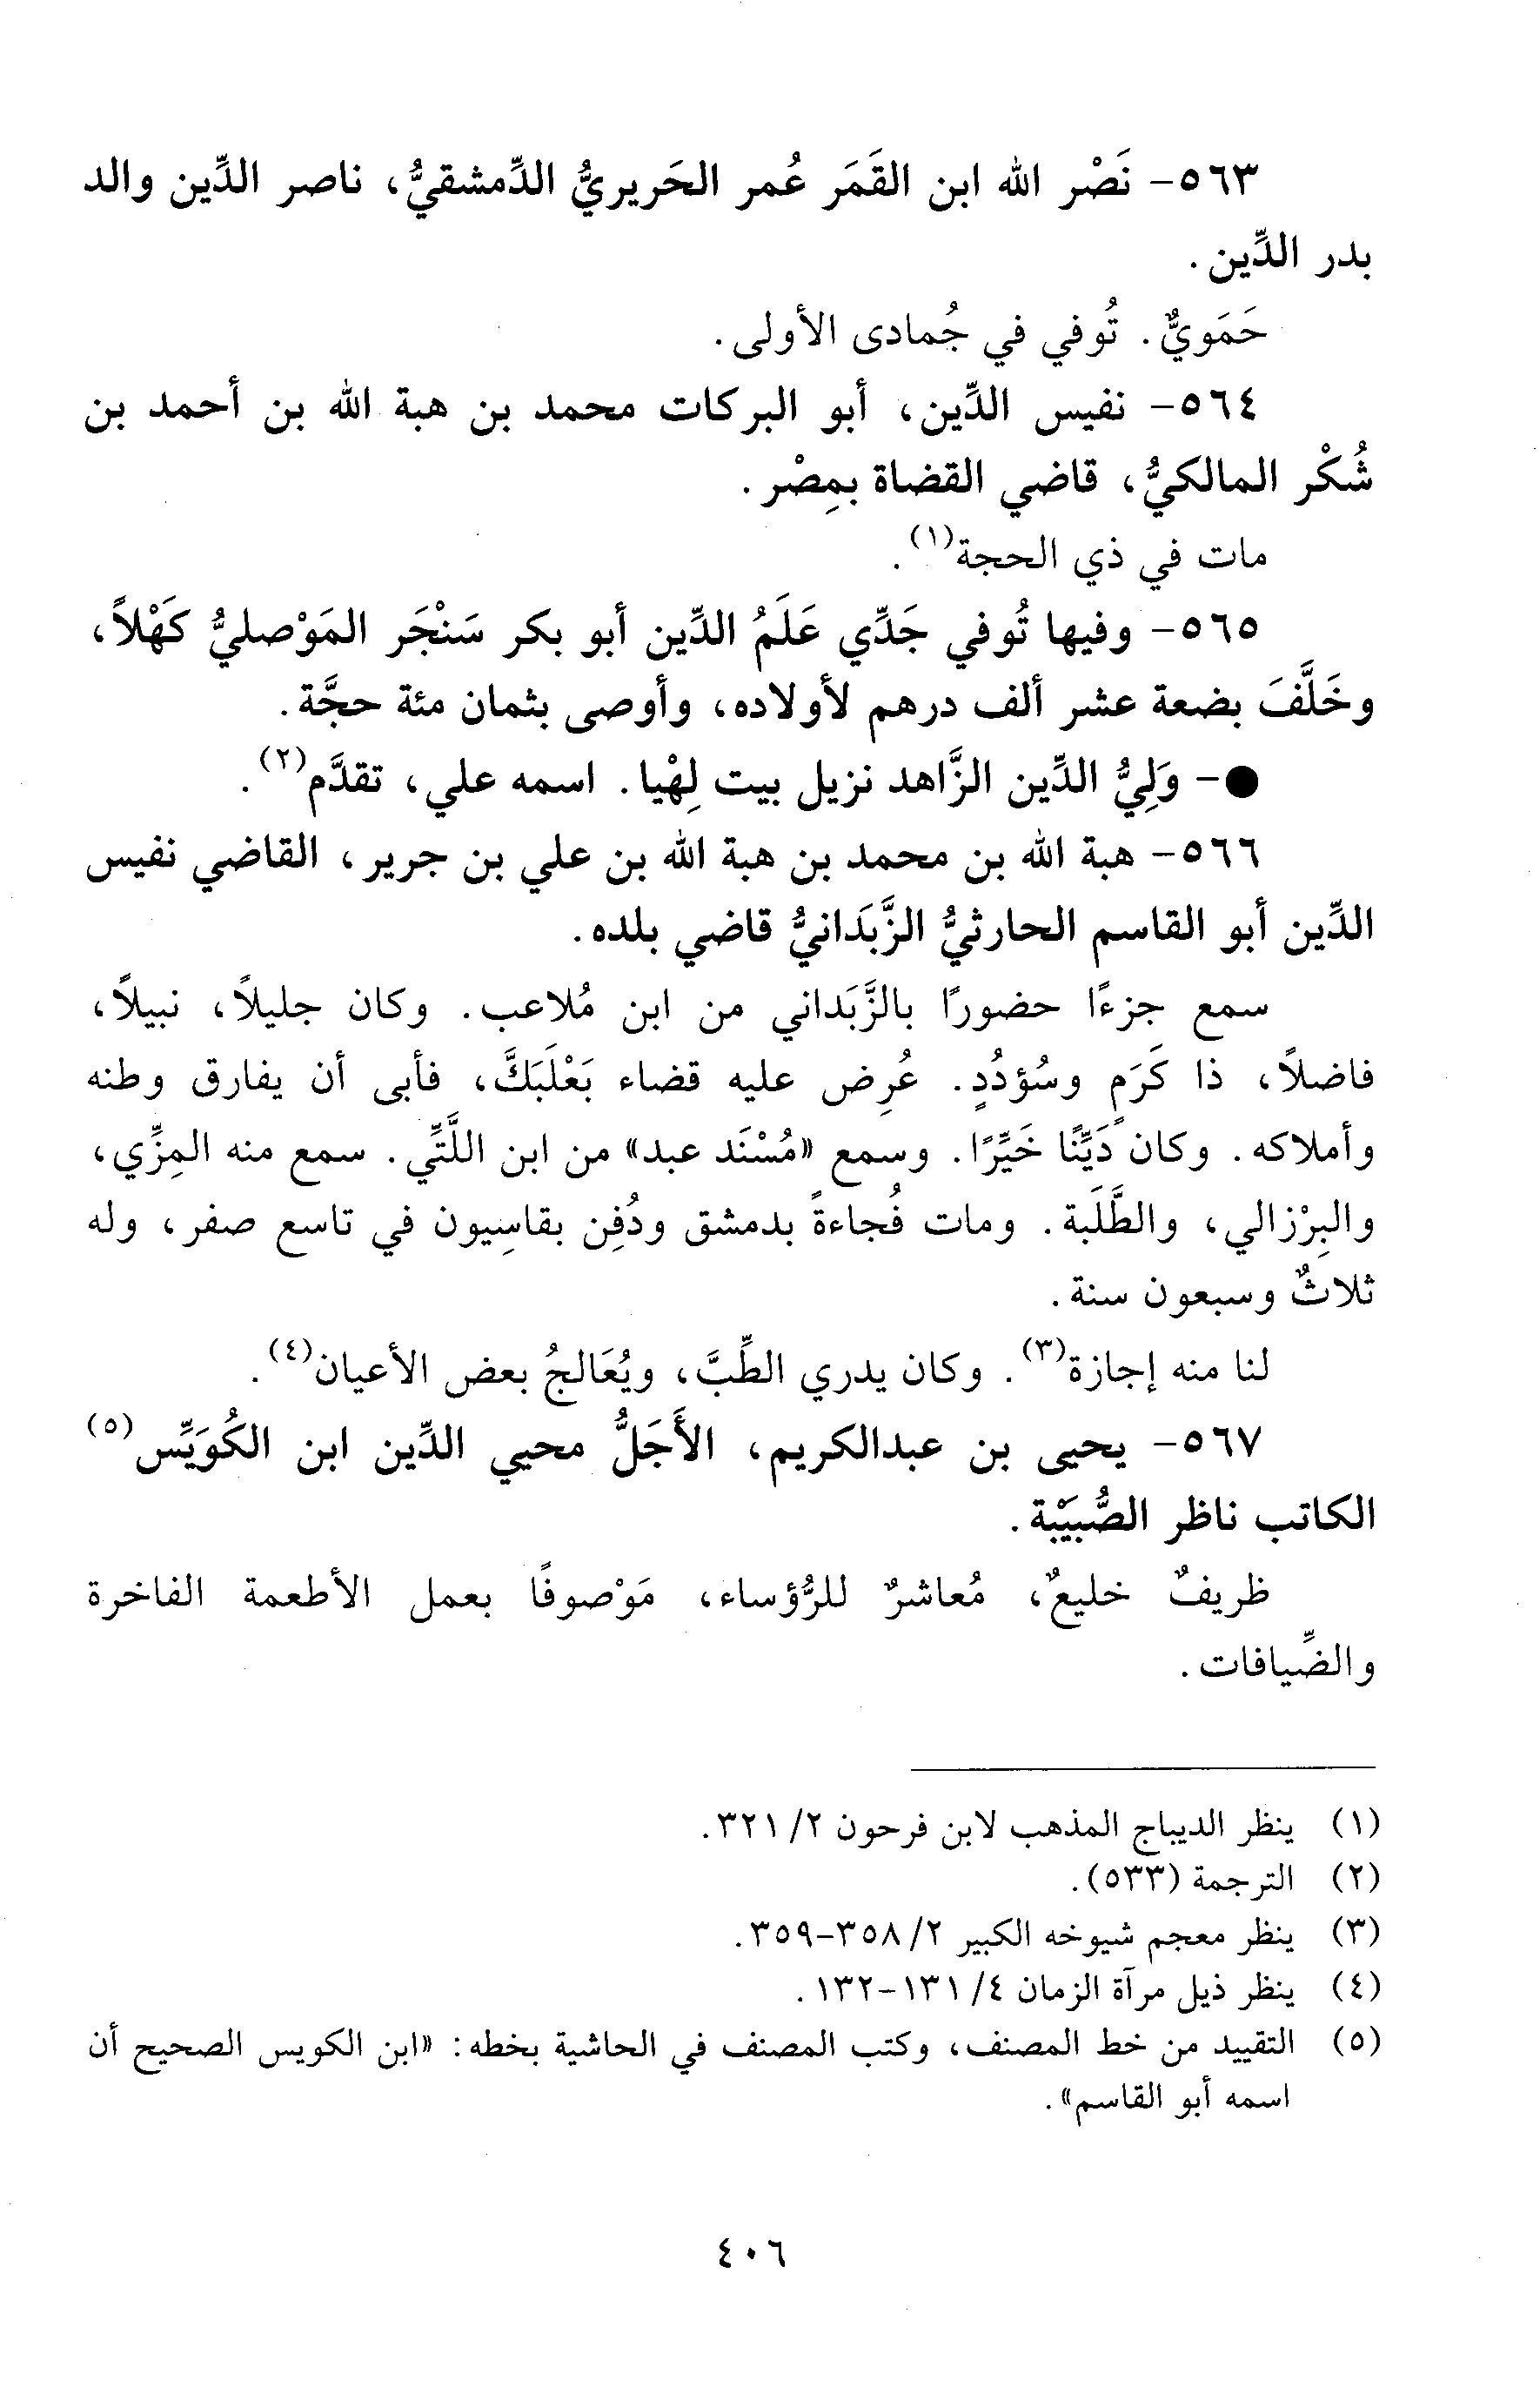 ٥٦٣- نَصْر الله ابن القَمَر عُمر الحَريريُّ الدِّمشقيُّ، ناصر الدِّين والد
بدر الدِّين.
حَمَويٌّ. تُوفي في جُمادى الأولى.
٥٦٤- نفيس الدِّين، أبو البركات محمد بن هبة الله بن أحمد بن
شُكْر المالكيُّ، قاضي القضاة بمِصْر.
مات في ذي الحجة(١).
٥٦٥- وفيها تُوفي جَدِّي عَلَمُ الدِّين أبو بكر سَنْجَر المَوْصليُّ كَهْلاً،
وخَلَّفَ بضعة عشر ألف درهم لأولاده، وأوصى بثمان مئة حجَّة.
●- وَلِيُّ الدِّين الزَّاهد نزيل بيت لِهْيا. اسمه علي، تقدَّم(٢).
٥٦٦- هبة الله بن محمد بن هبة الله بن علي بن جرير، القاضي نفيس
الدِّين أبو القاسم الحارثيُّ الزَّبَدَانيُّ قاضي بلده.
سمع جزءًا حضورًا بالزَّبَداني من ابن مُلاعب. وكان جليلاً، نبيلاً،
فاضلاً، ذا كَرَمٍ وسُؤدُدٍ. عُرِض عليه قضاء بَعْلَبَكَّ، فأبى أن يفارق وطنه
وأملاكه. وكان دَيِّنًا خَيِّرًا. وسمع «مُسْنَد عبد» من ابن اللَّتِّي. سمع منه المِزِّي،
والبِرْزالي، والطَّلَبة. ومات فُجاءةً بدمشق ودُفِن بقاسِيون في تاسع صفر، وله
ثلاثٌ وسبعون سنة.
لنا منه إجازة(٣). وكان يدري الطِّبَّ، ويُعَالجُ بعض الأعيان(٤).
٥٦٧- يحيى بن عبدالكريم، الأَجَلُّ محيي الدِّين ابن الكُوَيِّس(٥)
الكاتب ناظر الصُّبَيْبة.
ظريفٌ خليعٌ، مُعاشرٌ للرُّؤساء، مَوْصوفًا بعمل الأطعمة الفاخرة
والضِّيافات.
(١) ينظر الديباج المذهب لابن فرحون ٢/ ٣٢١.
(٢) الترجمة (٥٣٣).
(٣) ينظر معجم شيوخه الكبير ٢/ ٣٥٨-٣٥٩.
(٤) ينظر ذيل مرآة الزمان ٤/ ١٣١-١٣٢.
(٥) التقييد من خط المصنف، وكتب المصنف في الحاشية بخطه: «ابن الكويس الصحيح أن
اسمه أبو القاسم».
٤٠٦